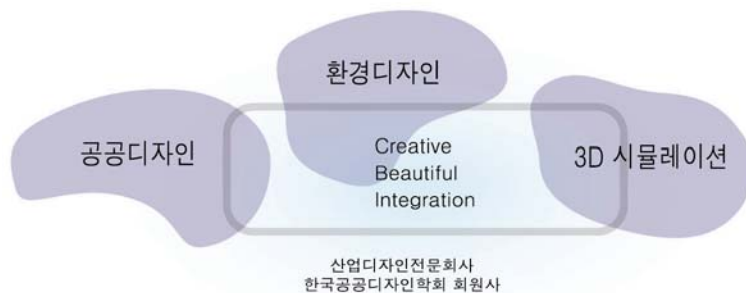 환경디자인
공공디자인
3D 시뮬레이션
Creative
Beautiful
Integration
산업디자인전문회사
한국공공디자인학회 회원사